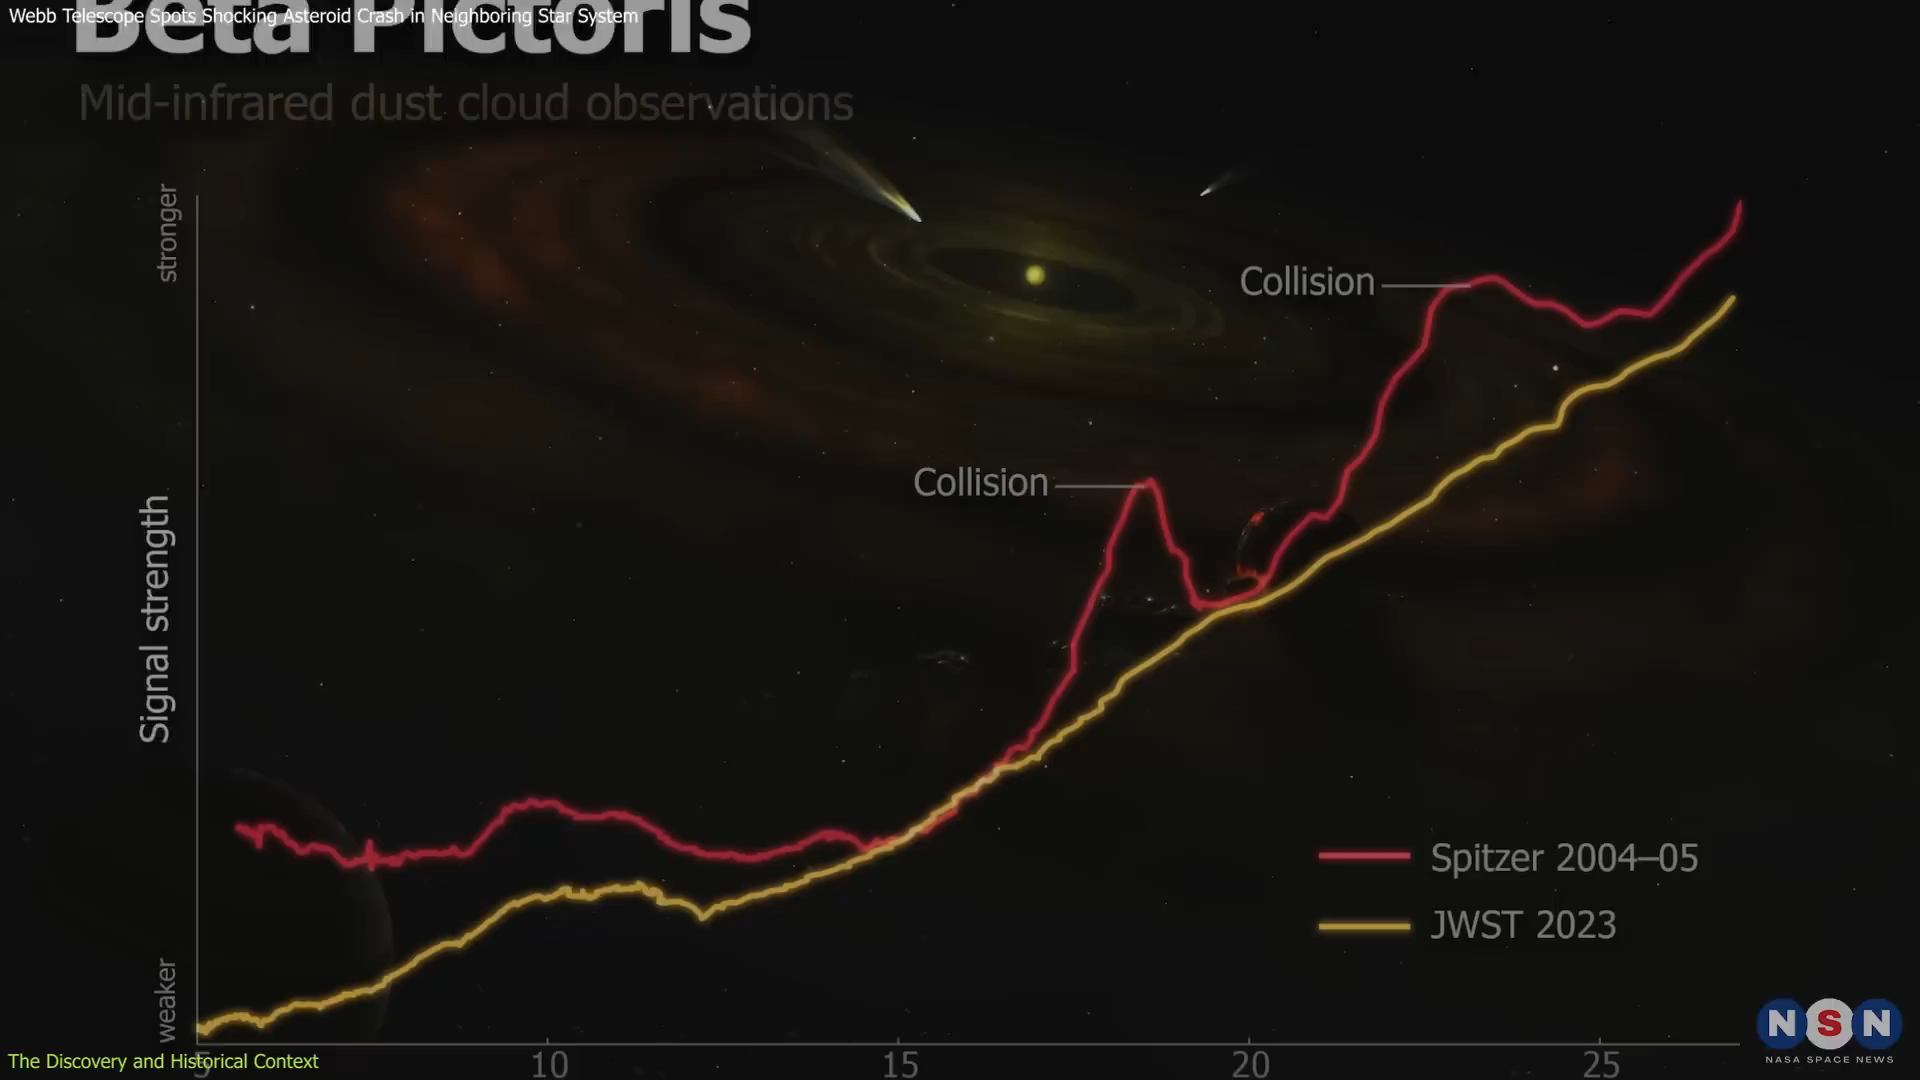 Webb Telescope Spots Shocking Asteroid Crash in Neighboring Star System
Beta Pictoris
Mid-infrared dust cloud observations
stronger
Signal strength
weaker
Collision
Collision
Spitzer 2004–05
JWST 2023
5
10
15
20
25
The Discovery and Historical Context
NSN
NASA SPACE NEWS